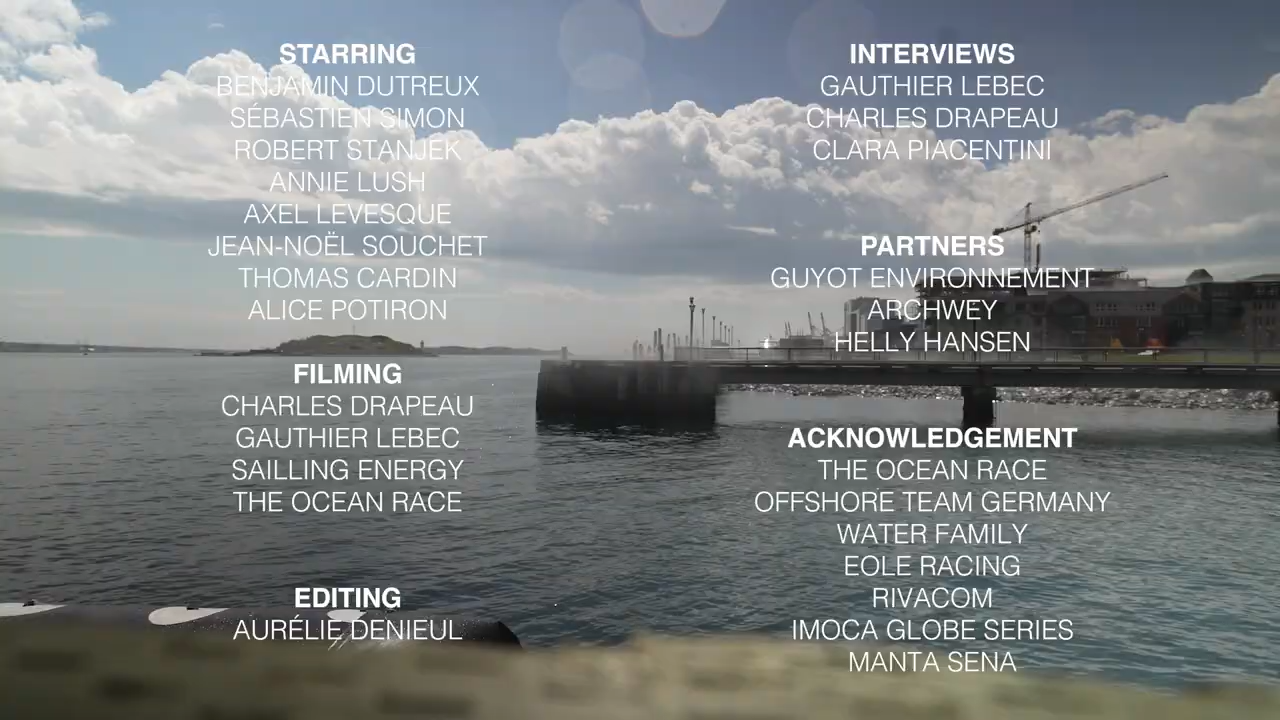 STARRING
BENJAMIN DUTREUX
SÉBASTIEN SIMON
ROBERT STANJEK
ANNIE LUSH
AXEL LEVESQUE
JEAN-NOËL SOUCHET
THOMAS CARDIN
ALICE POTIRON
FILMING
CHARLES DRAPEAU
GAUTHIER LEBEC
SAILLING ENERGY
THE OCEAN RACE
EDITING
AURÉLIE DENIEUL
INTERVIEWS
GAUTHIER LEBEC
CHARLES DRAPEAU
CLARA PIACENTINI
PARTNERS
GUYOT ENVIRONNEMENT
ARCHWEY
HELLY HANSEN
ACKNOWLEDGEMENT
THE OCEAN RACE
OFFSHORE TEAM GERMANY
WATER FAMILY
EOLE RACING
RIVACOM
IMOCA GLOBE SERIES
MANTA SENA